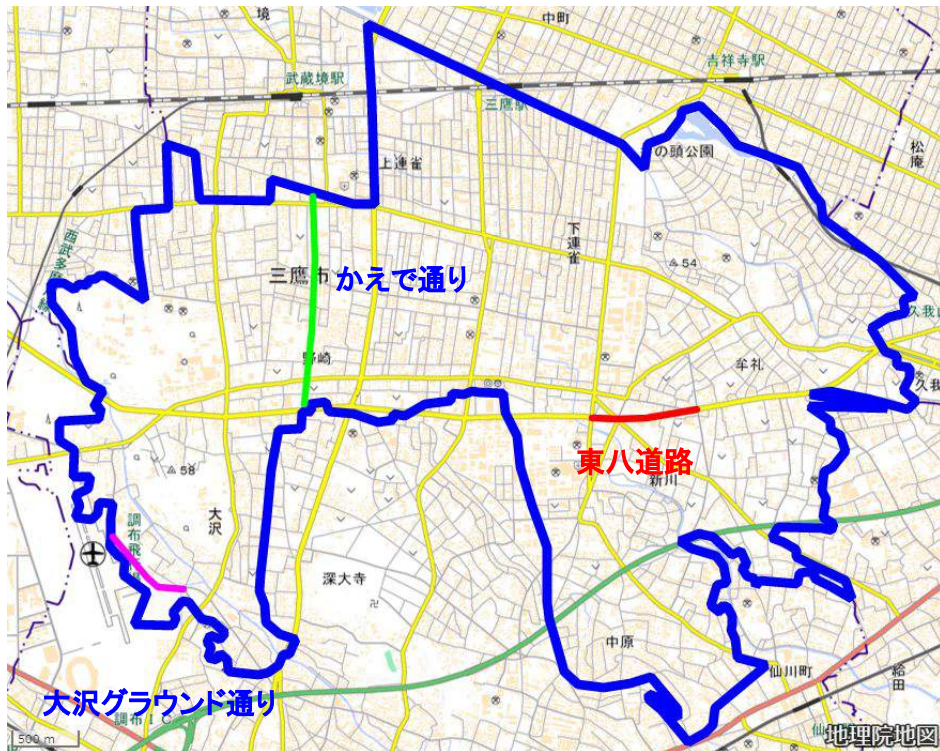 境
中町
吉祥寺駅
武蔵境駅
三鷹駅
松庵
の頭公園
上連雀
下連雀
西武多摩
54
三鷹市
かえで通り
久我山
野崎
牟礼
久我
東八道路
58
新川
大沢
調布飛
深大寺
中原
仙川町
給田
大沢グラウンド通り
調布IC
仙川
500 m
地理院地図